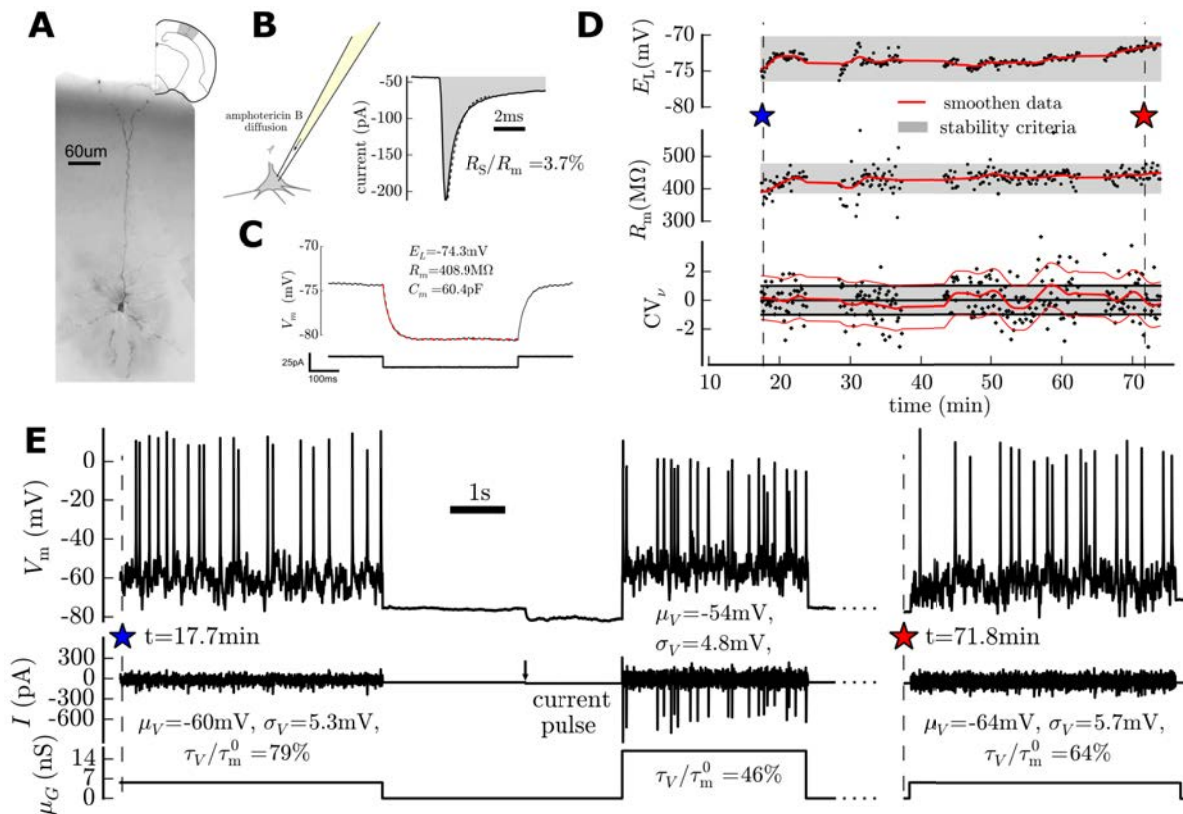 A
60um
B
amphotericin B
diffusion
current (pA)
-50
-100
-150
-200
2ms
R_S/R_m=3.7%
C
V_m (mV)
-70
-75
-80
E_L=-74.3mV
R_m=408.9MΩ
C_m=60.4pF
25pA
100ms
D
E_L(mV)
-70
-75
-80
smoothen data
stability criteria
R_m(MΩ)
500
400
300
CV_ν
2
0
-2
10 20 30 40 50 60 70
time (min)
E
V_m (mV)
0
-20
-40
-60
-80
1s
t=17.7min
μ_V=-54mV,
σ_V=4.8mV,
t=71.8min
I (pA)
300
0
-300
-600
current
pulse
μ_V=-60mV, σ_V=5.3mV,
τ_V/τ_m^0=79%
μ_V=-64mV, σ_V=5.7mV,
τ_V/τ_m^0=64%
μ_G (nS)
14
7
0
τ_V/τ_m^0=46%